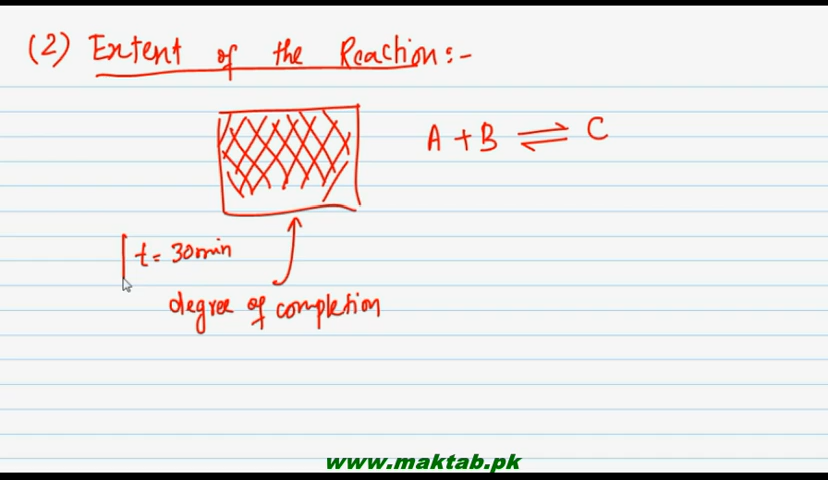 (2) Extent of the Reaction:-
A + B ⇌ C
t = 30min
degree of completion
www.maktab.pk